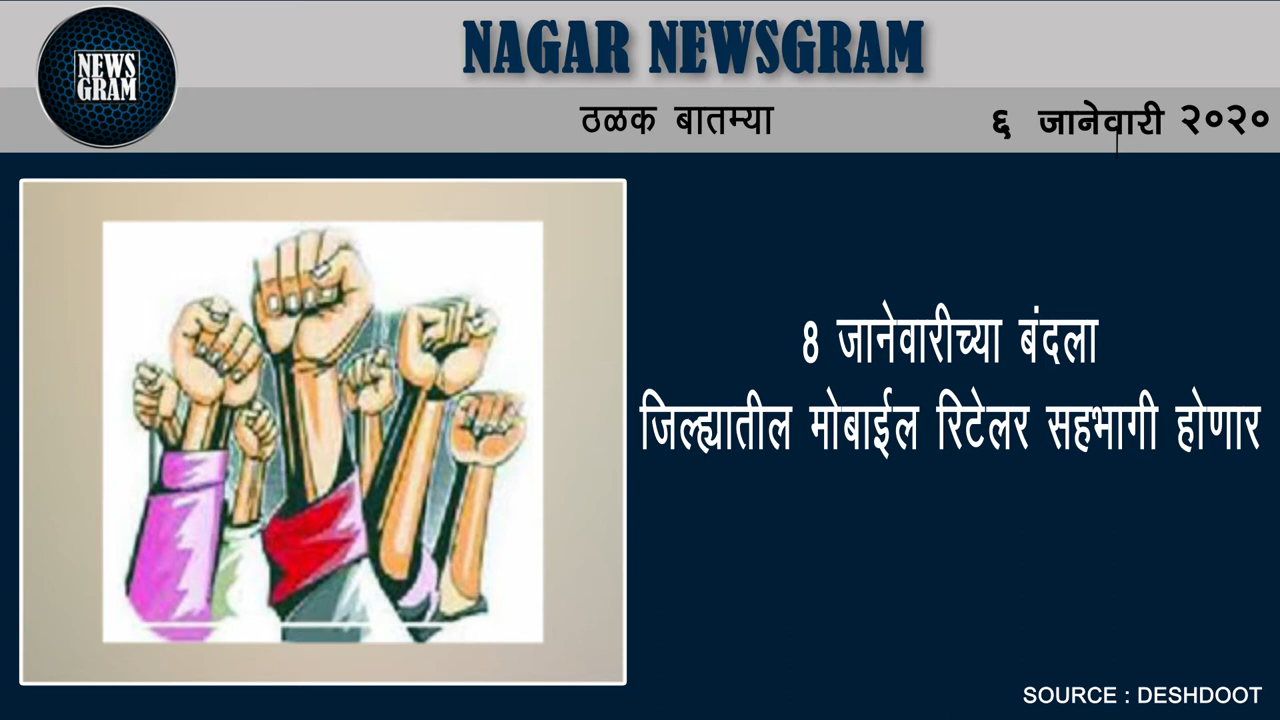 NEWS
GRAM
NAGAR NEWSGRAM
ठळक बातम्या
६ जानेवारी २०२०
8 जानेवारीच्या बंदला
जिल्ह्यातील मोबाईल रिटेलर सहभागी होणार
SOURCE : DESHDOOT